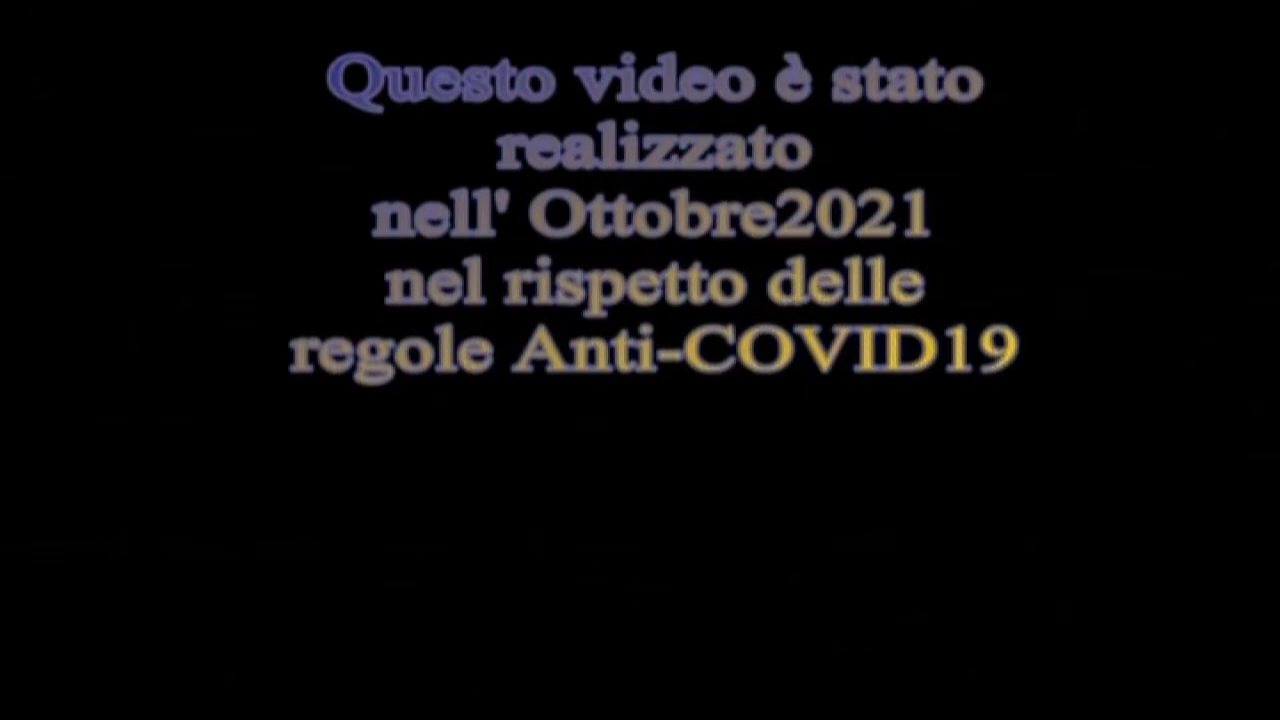 Questo video è stato
realizzato
nell' Ottobre2021
nel rispetto delle
regole Anti-COVID19